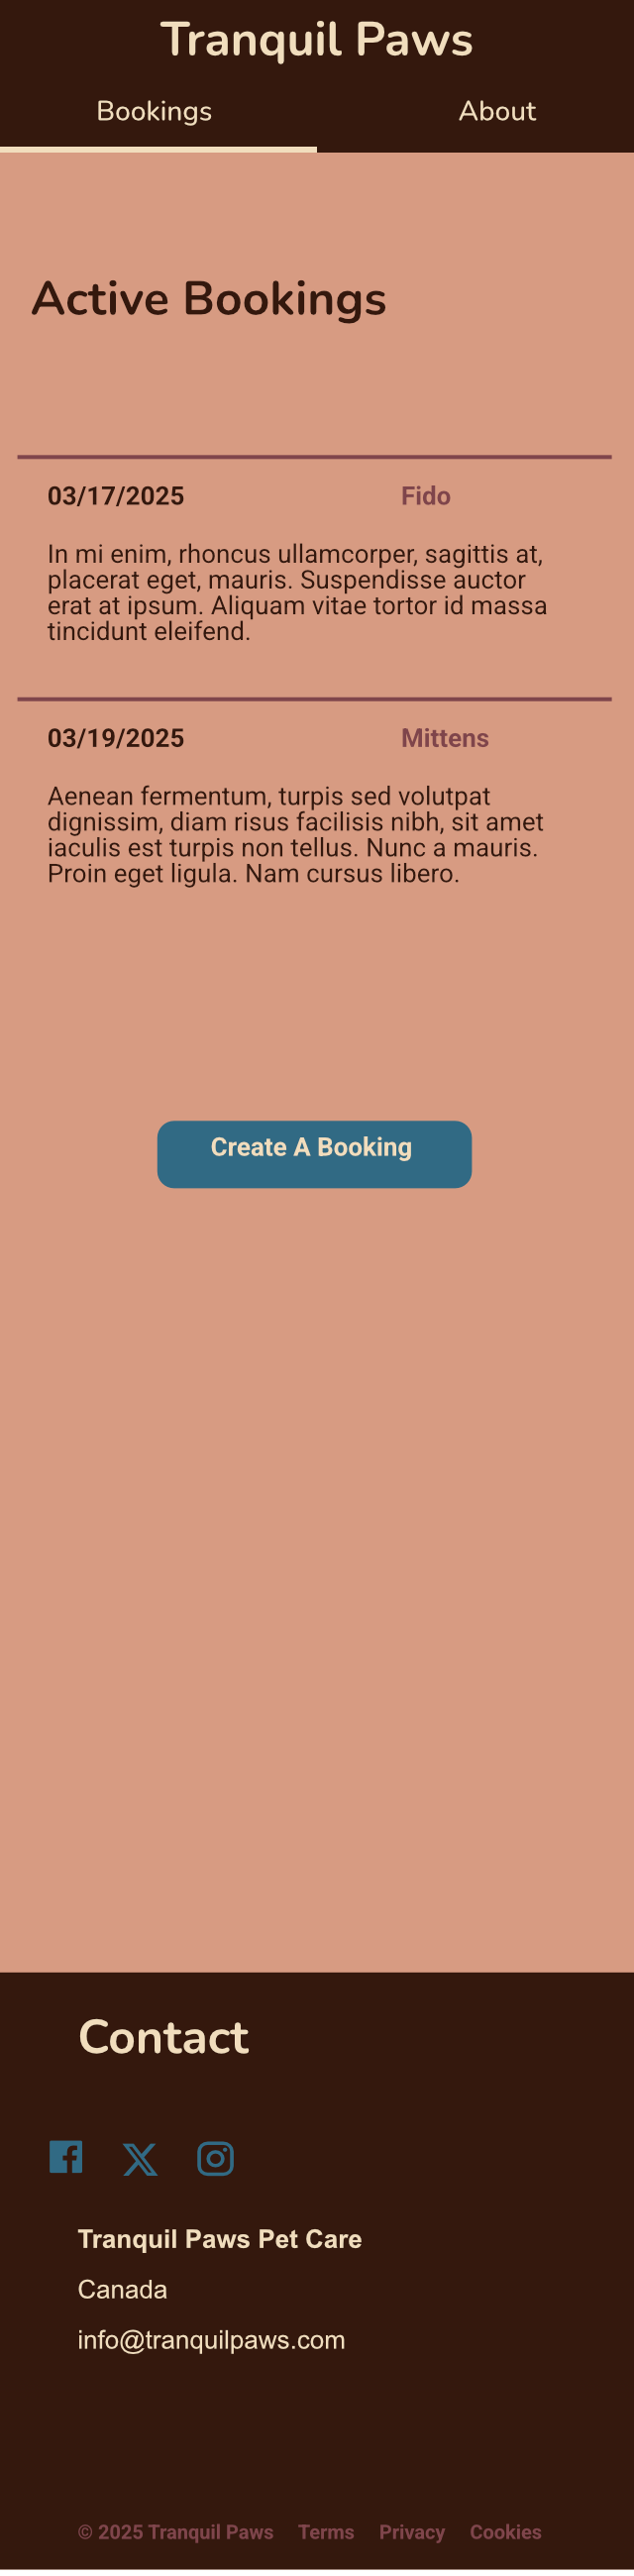 Tranquil Paws
Bookings About
Active Bookings
03/17/2025 Fido
In mi enim, rhoncus ullamcorper, sagittis at,
placerat eget, mauris. Suspendisse auctor
erat at ipsum. Aliquam vitae tortor id massa
tincidunt eleifend.
03/19/2025 Mittens
Aenean fermentum, turpis sed volutpat
dignissim, diam risus facilisis nibh, sit amet
iaculis est turpis non tellus. Nunc a mauris.
Proin eget ligula. Nam cursus libero.
Create A Booking
Contact
Tranquil Paws Pet Care
Canada
info@tranquilpaws.com
© 2025 Tranquil Paws Terms Privacy Cookies